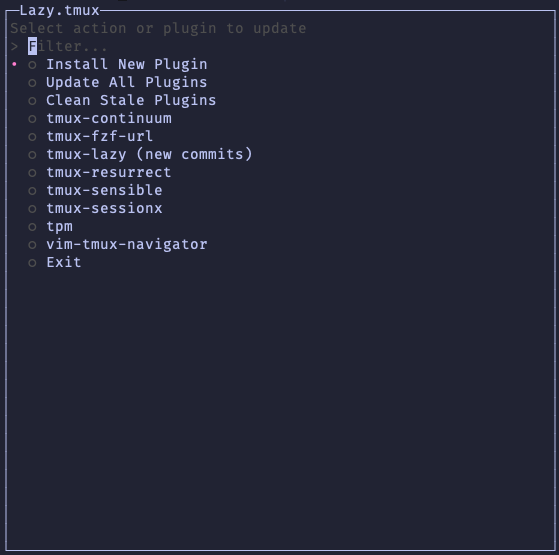 Lazy.tmux
Select action or plugin to update
> Filter...
• ○ Install New Plugin
○ Update All Plugins
○ Clean Stale Plugins
○ tmux-continuum
○ tmux-fzf-url
○ tmux-lazy (new commits)
○ tmux-resurrect
○ tmux-sensible
○ tmux-sessionx
○ tpm
○ vim-tmux-navigator
○ Exit